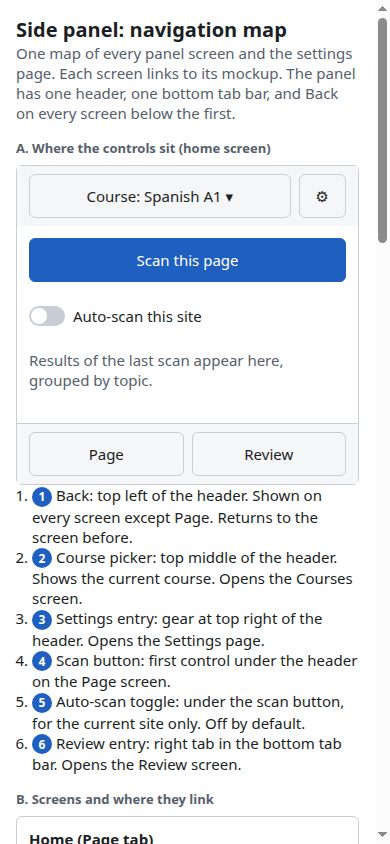 Side panel: navigation map
One map of every panel screen and the settings
page. Each screen links to its mockup. The panel
has one header, one bottom tab bar, and Back
on every screen below the first.
A. Where the controls sit (home screen)
Course: Spanish A1 ▾
⚙
Scan this page
Auto-scan this site
Results of the last scan appear here,
grouped by topic.
Page
Review
1. 1 Back: top left of the header. Shown on
every screen except Page. Returns to the
screen before.
2. 2 Course picker: top middle of the header.
Shows the current course. Opens the Courses
screen.
3. 3 Settings entry: gear at top right of the
header. Opens the Settings page.
4. 4 Scan button: first control under the header
on the Page screen.
5. 5 Auto-scan toggle: under the scan button,
for the current site only. Off by default.
6. 6 Review entry: right tab in the bottom tab
bar. Opens the Review screen.
B. Screens and where they link
Home (Page tab)